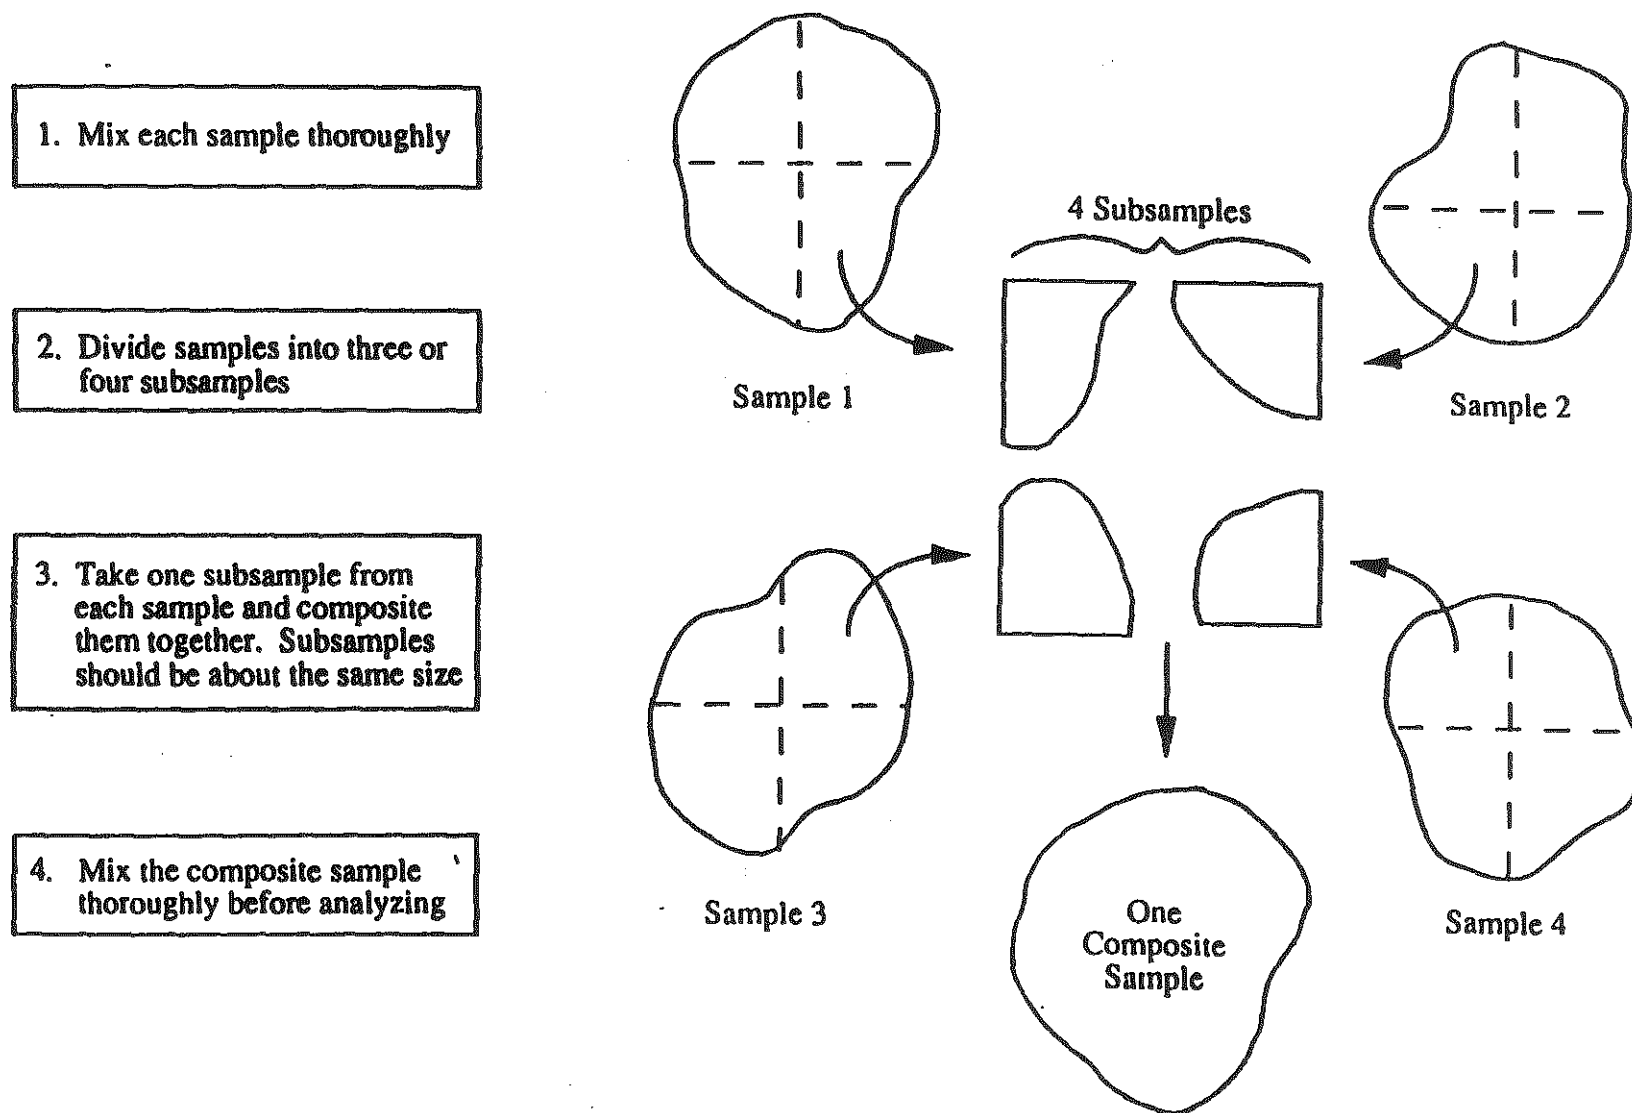 1. Mix each sample thoroughly
2. Divide samples into three or
four subsamples
3. Take one subsample from
each sample and composite
them together. Subsamples
should be about the same size
4. Mix the composite sample
thoroughly before analyzing
4 Subsamples
Sample 1
Sample 2
Sample 3
Sample 4
One
Composite
Sample